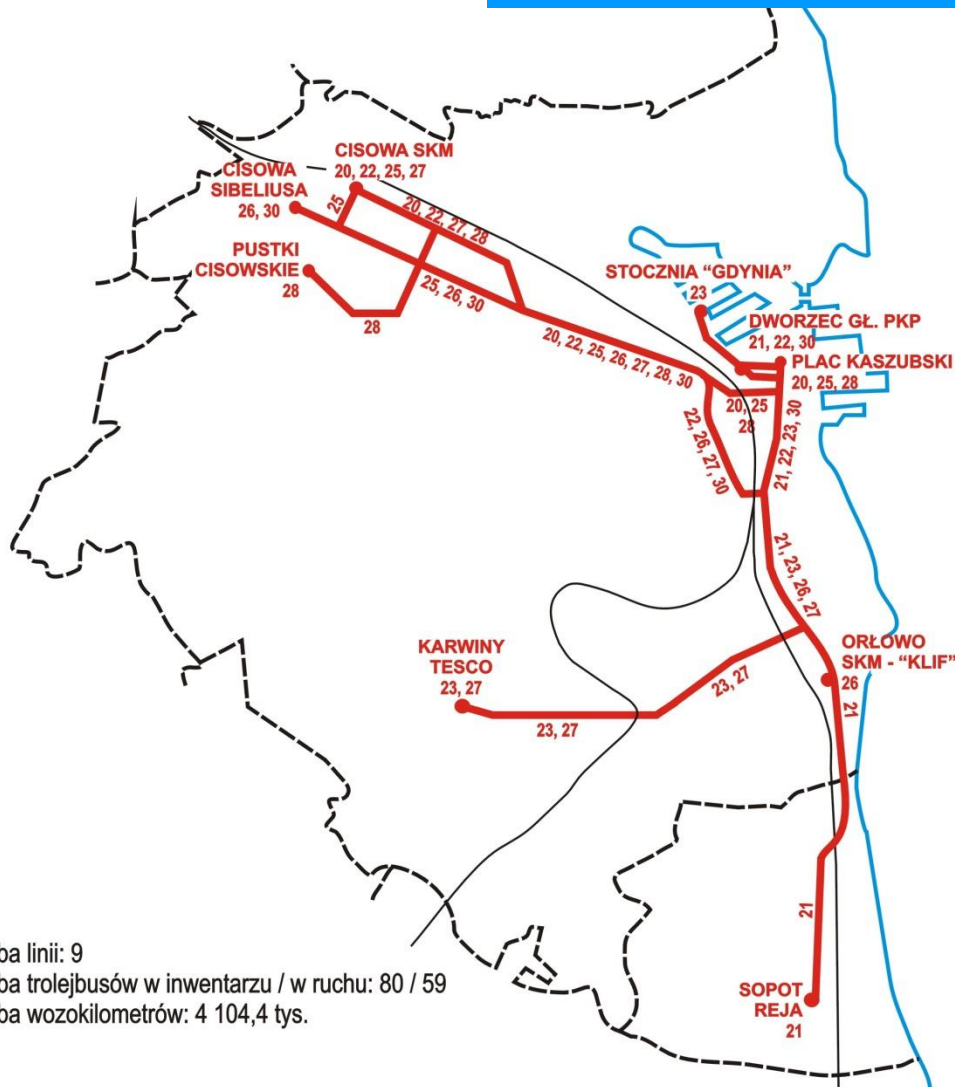 CISOWA SKM
20, 22, 25, 27
CISOWA
SIBELIUSA
26, 30
25
20, 22, 27, 28
PUSTKI
CISOWSKIE
28
25, 26, 30
28
STOCZNIA "GDYNIA"
23
DWORZEC GŁ. PKP
21, 22, 30
PLAC KASZUBSKI
20, 25, 28
20, 22, 25, 26, 27, 28, 30
20, 25
28
22, 26, 27, 30
21, 22, 23, 30
21, 23, 26, 27
ORŁOWO
SKM - "KLIF"
26
21
KARWINY
TESCO
23, 27
23, 27
23, 27
21
SOPOT
REJA
21
ba linii: 9
ba trolejbusów w inwentarzu / w ruchu: 80 / 59
ba wozokilometrów: 4 104,4 tys.